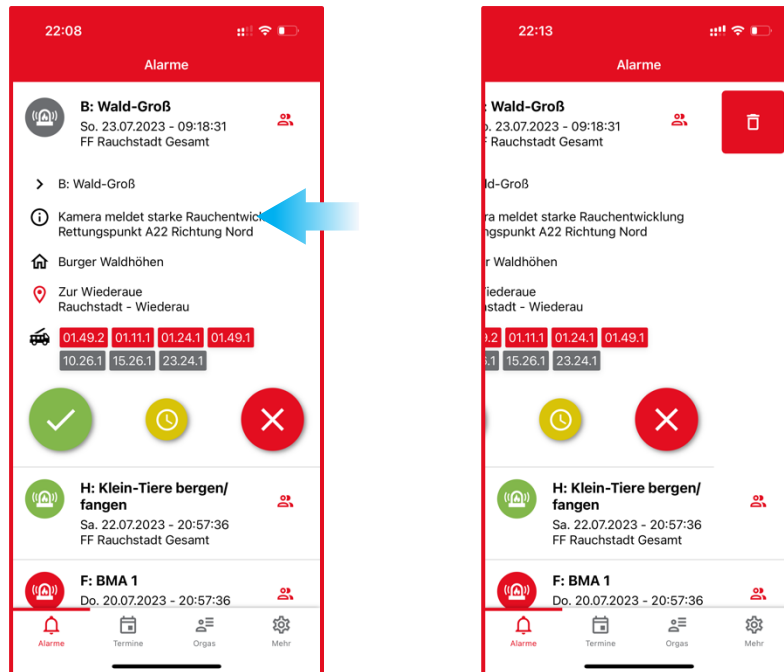 22:08
Alarme
B: Wald-Groß
So. 23.07.2023 - 09:18:31
FF Rauchstadt Gesamt
B: Wald-Groß
Kamera meldet starke Rauchentwic
Rettungspunkt A22 Richtung Nord
Burger Waldhöhen
Zur Wiederaue
Rauchstadt - Wiederau
01.49.2 01.11.1 01.24.1 01.49.1
10.26.1 15.26.1 23.24.1
H: Klein-Tiere bergen/
fangen
Sa. 22.07.2023 - 20:57:36
FF Rauchstadt Gesamt
F: BMA 1
Do. 20.07.2023 - 20:57:36
Alarme Termine Orgas Mehr
22:13
Alarme
: Wald-Groß
. 23.07.2023 - 09:18:31
Rauchstadt Gesamt
ld-Groß
ra meldet starke Rauchentwicklung
ngspunkt A22 Richtung Nord
r Waldhöhen
iederaue
stadt - Wiederau
.2 01.11.1 01.24.1 01.49.1
.1 15.26.1 23.24.1
H: Klein-Tiere bergen/
fangen
Sa. 22.07.2023 - 20:57:36
FF Rauchstadt Gesamt
F: BMA 1
Do. 20.07.2023 - 20:57:36
Alarme Termine Orgas Mehr